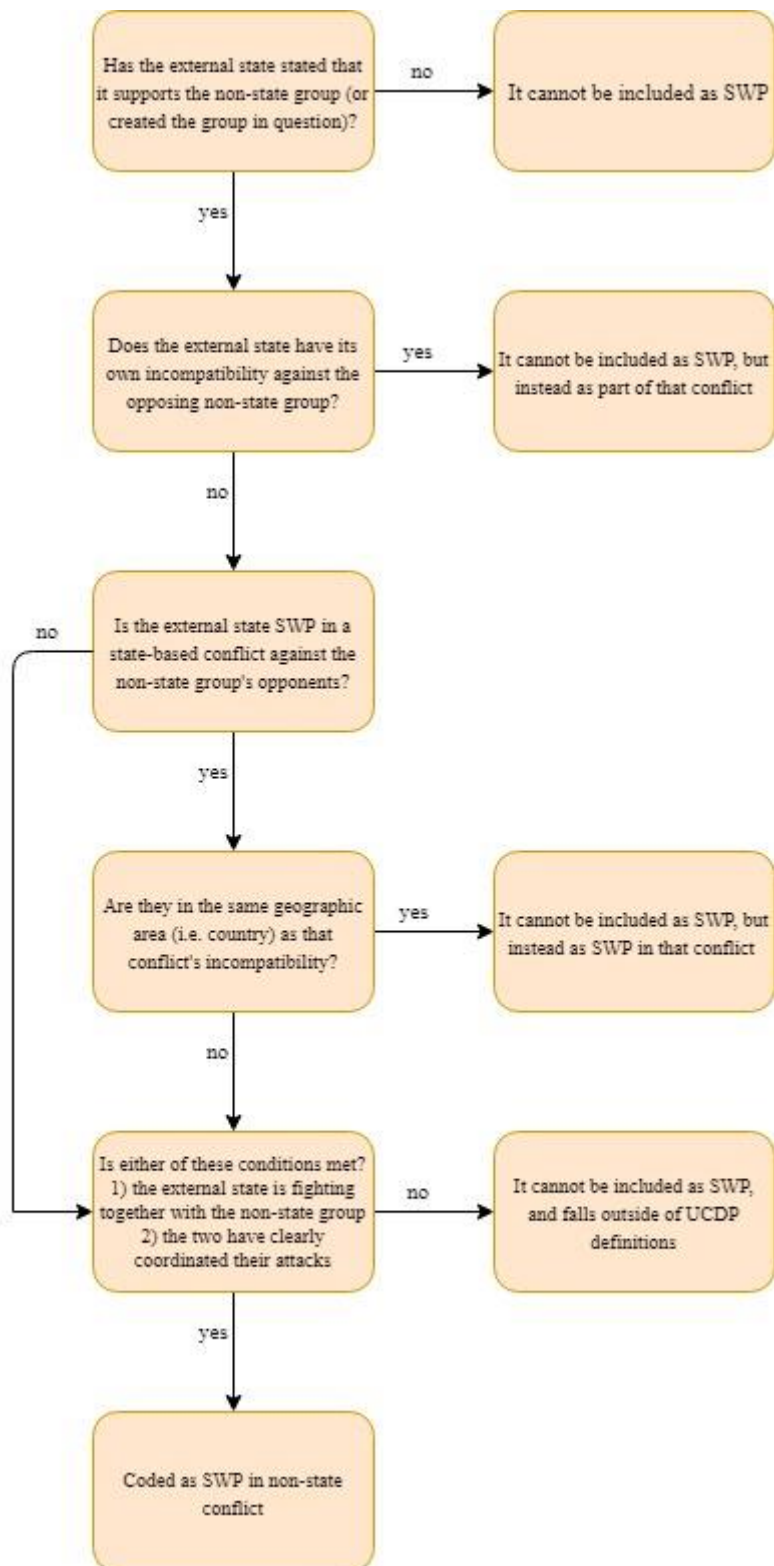 Has the external state stated that
it supports the non-state group (or
created the group in question)?
no
It cannot be included as SWP
yes
Does the external state have its
own incompatibility against the
opposing non-state group?
yes
It cannot be included as SWP, but
instead as part of that conflict
no
Is the external state SWP in a
state-based conflict against the
non-state group's opponents?
no
yes
Are they in the same geographic
area (i.e. country) as that
conflict's incompatibility?
yes
It cannot be included as SWP, but
instead as SWP in that conflict
no
Is either of these conditions met?
1) the external state is fighting
together with the non-state group
2) the two have clearly
coordinated their attacks
no
It cannot be included as SWP,
and falls outside of UCDP
definitions
yes
Coded as SWP in non-state
conflict